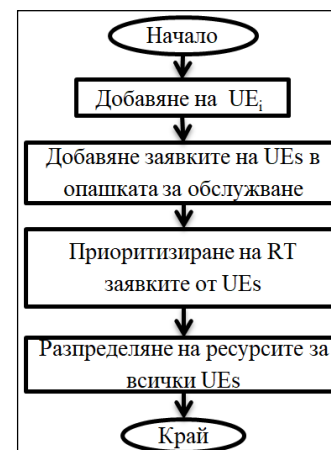 Начало
Добавяне на UEi
Добавяне заявките на UEs в
опашката за обслужване
Приоритизиране на RT
заявките от UEs
Разпределяне на ресурсите за
всички UEs
Край